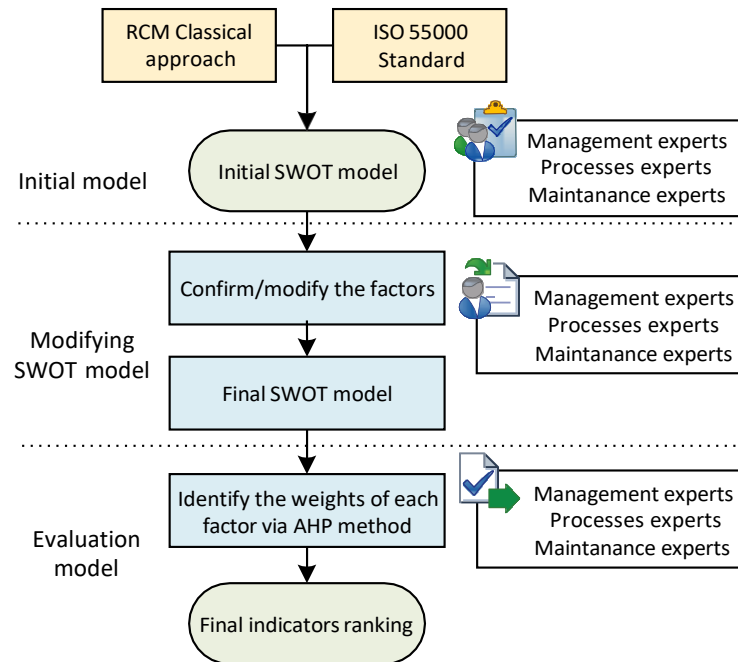 RCM Classical
approach
ISO 55000
Standard
Initial model
Initial SWOT model
Management experts
Processes experts
Maintanance experts
Modifying
SWOT model
Confirm/modify the factors
Final SWOT model
Management experts
Processes experts
Maintanance experts
Evaluation
model
Identify the weights of each
factor via AHP method
Final indicators ranking
Management experts
Processes experts
Maintanance experts